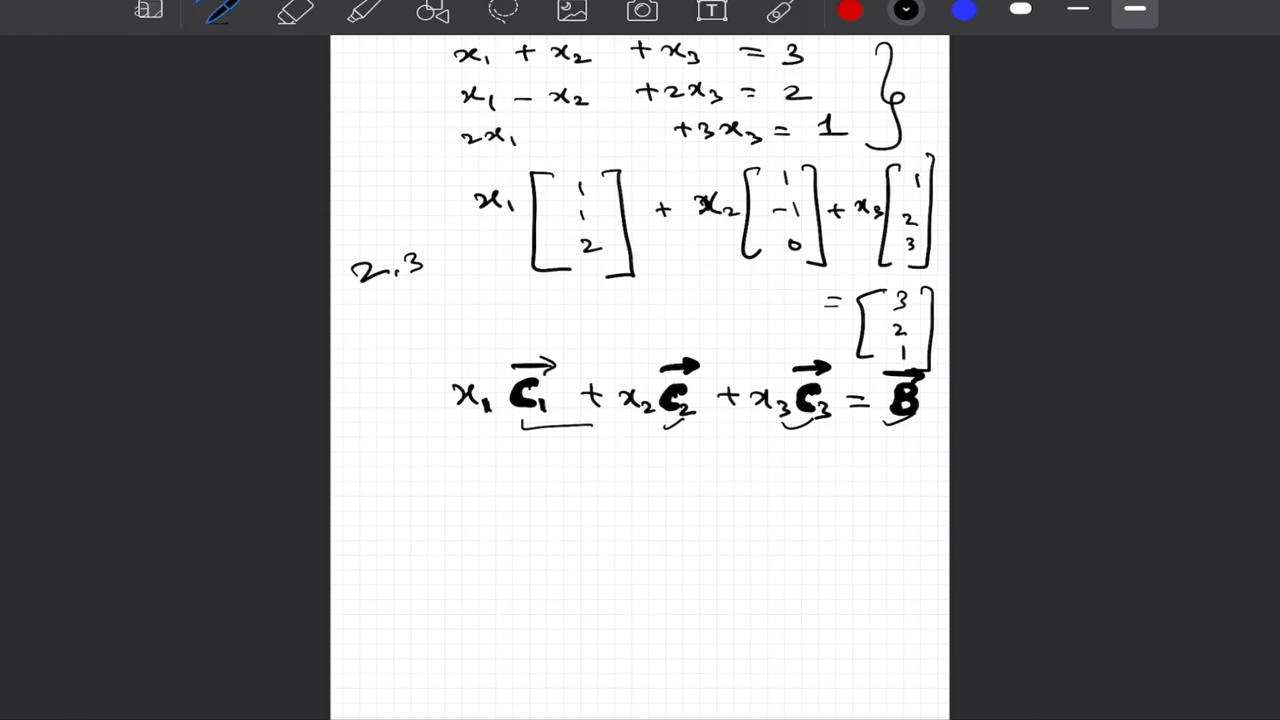 x₁ + x₂ + x₃ = 3
x₁ - x₂ + 2x₃ = 2
2x₁ + 3x₃ = 1
x₁ [1 1 2] + x₂ [1 -1 0] + x₃ [1 2 3]
2.3
= [3 2 1]
x₁ C₁ + x₂ C₂ + x₃ C₃ = B